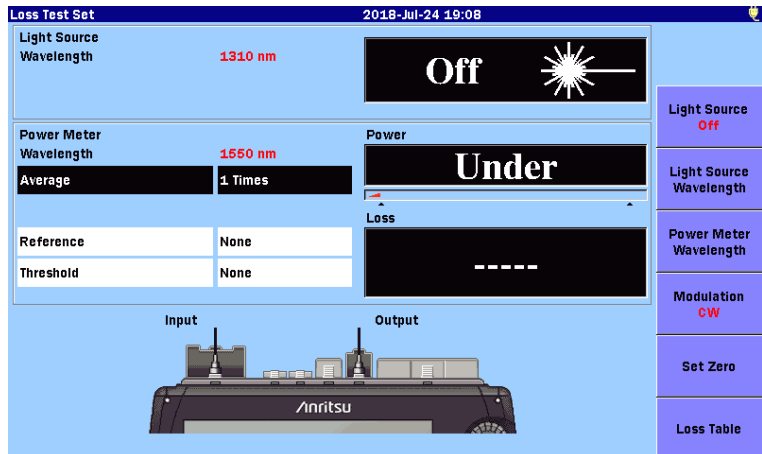 Loss Test Set 2018-Jul-24 19:08
Light Source
Wavelength 1310 nm
Off
Power Meter
Wavelength 1550 nm
Average 1 Times
Reference None
Threshold None
Power
Under
Loss
-----
Input Output
Anritsu
Light Source
Off
Light Source
Wavelength
Power Meter
Wavelength
Modulation
CW
Set Zero
Loss Table